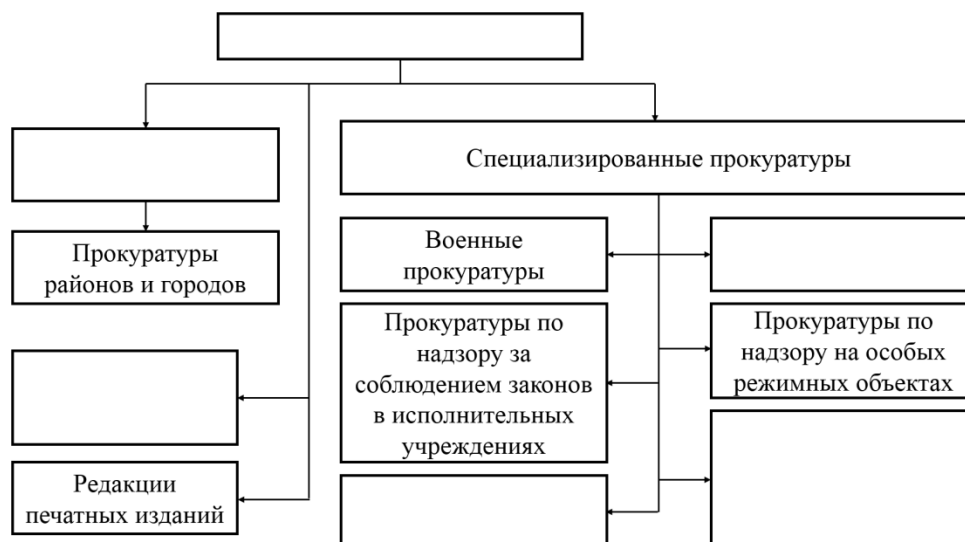 Специализированные прокуратуры
Прокуратуры
районов и городов
Военные
прокуратуры
Прокуратуры по
надзору за
соблюдением законов
в исполнительных
учреждениях
Прокуратуры по
надзору на особых
режимных объектах
Редакции
печатных изданий